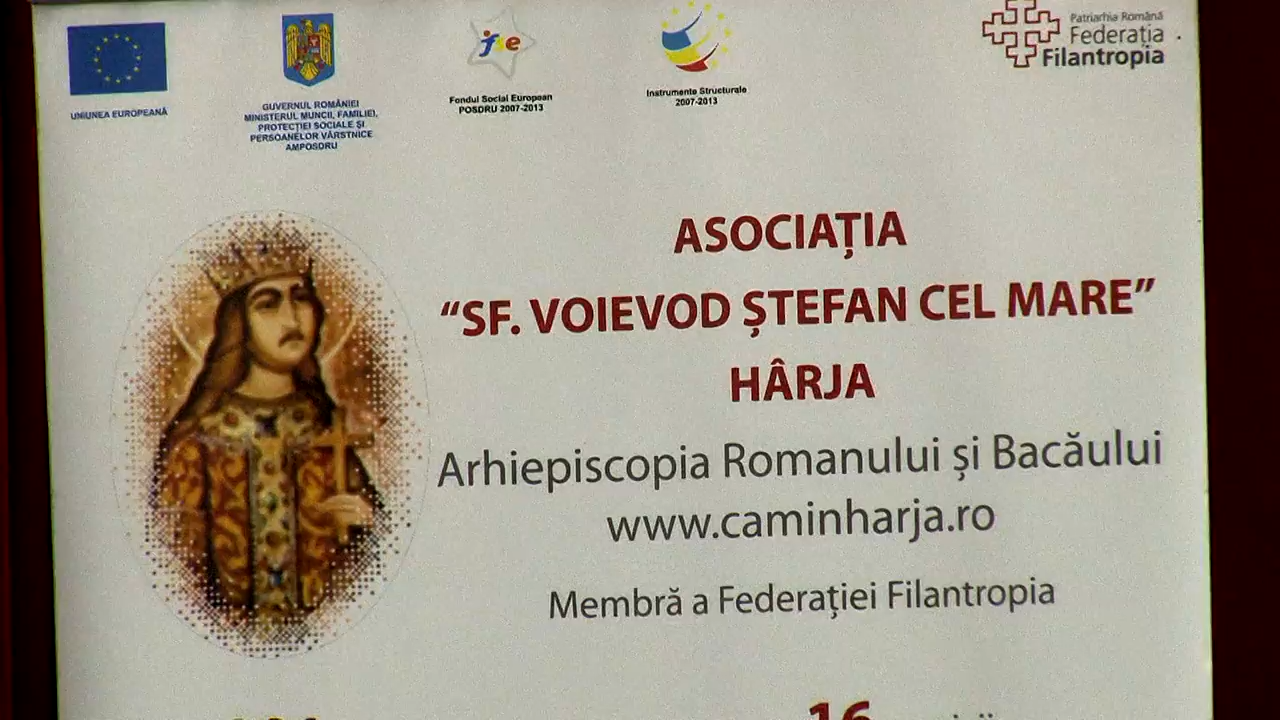 UNIUNEA EUROPEANĂ
GUVERNUL ROMÂNIEI
MINISTERUL MUNCII, FAMILIEI,
PROTECȚIEI SOCIALE ȘI
PERSOANELOR VÂRSTNICE
AMPOSDRU
fse
Fondul Social European
POSDRU 2007-2013
Instrumente Structurale
2007-2013
Patriarhia Română
Federația
Filantropia
ASOCIAȚIA
“SF. VOIEVOD ȘTEFAN CEL MARE”
HÂRJA
Arhiepiscopia Romanului și Bacăului
www.caminharja.ro
Membră a Federației Filantropia
16